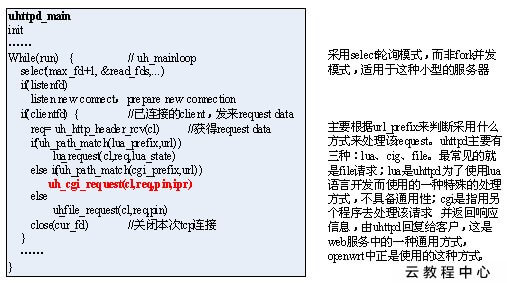 uhttpd_main
init
……
While(run) { // uh_mainloop
select(max_fd+1, &read_fds,...)
if(listenfd)
listen new connect, prepare new connection
if(clientfd) { //已连接的client，发来request data
req= uh_http_header_rcv(cl) //获得request data
if(uh_path_match(lua_prefix,url))
lua request(cl,req,lua_state)
else if(uh_path_match(cgi_prefix,url))
uh_cgi_request(cl,req,pin,ipr)
else
uhfile_request(cl,req,pin)
close(cur_fd) //关闭本次tcp连接
}
……
}
采用select轮询模式，而非fork并发
模式，适用于这种小型的服务器
主要根据url_prefix来判断采用什么
方式来处理该request。uhttpd主要有
三种：lua、cig、file。最常见的就
是file请求；lua是uhttpd为了使用lua
语言开发而使用的一种特殊的处理
方式，不具备通用性；cgi是指用另
个程序去处理该请求 并返回响应
信息，由uhttpd回复给客户，这是
web服务中的一种通用方式，
openwrt中正是使用的这种方式。
云教程中心